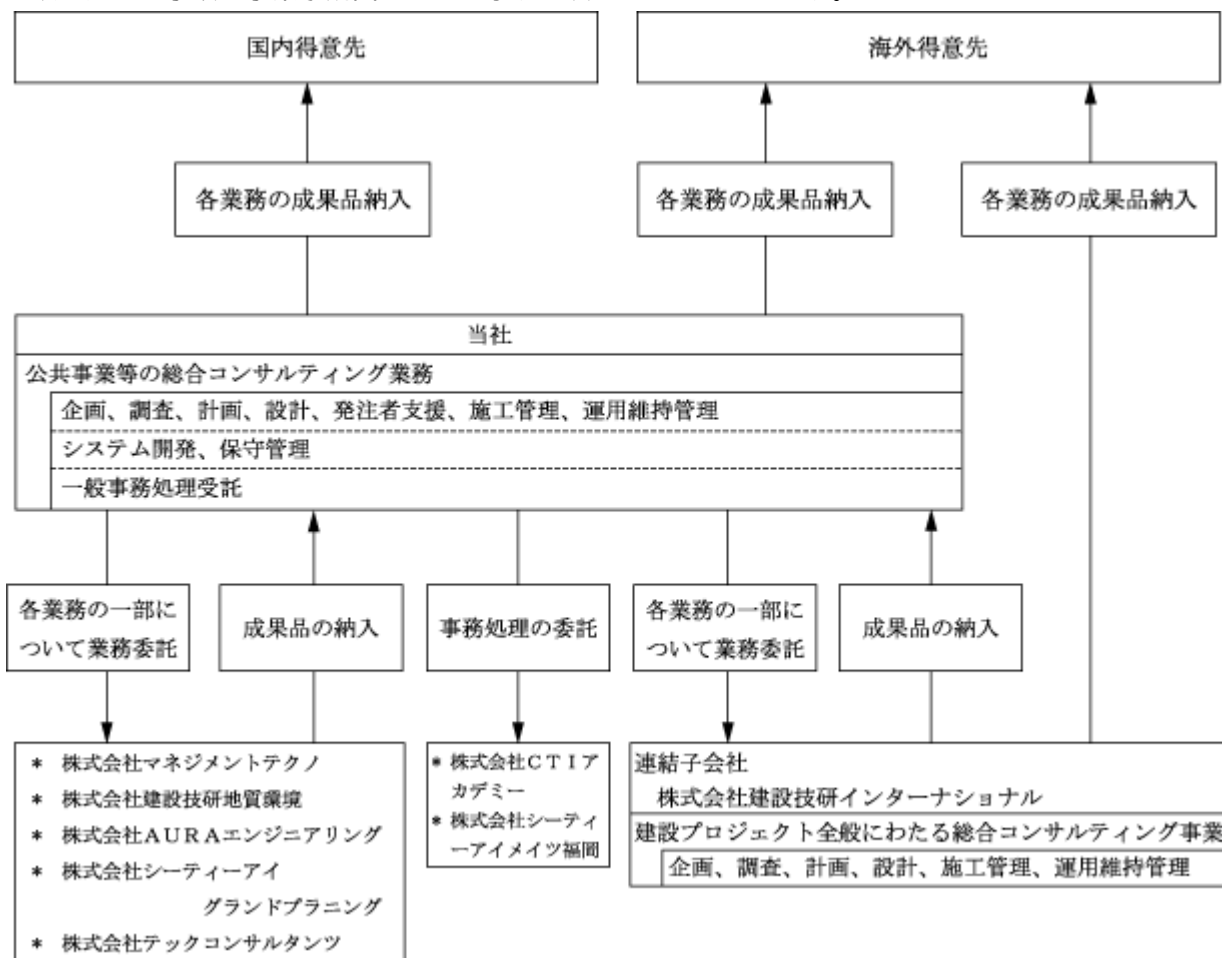 国内得意先
海外得意先
各業務の成果品納入
各業務の成果品納入
各業務の成果品納入
当社
公共事業等の総合コンサルティング業務
企画、調査、計画、設計、発注者支援、施工管理、運用維持管理
システム開発、保守管理
一般事務処理受託
各業務の一部に
ついて業務委託
成果品の納入
事務処理の委託
各業務の一部に
ついて業務委託
成果品の納入
* 株式会社マネジメントテクノ
* 株式会社建設技研地質環境
* 株式会社AURAエンジニアリング
* 株式会社シーティーアイ
グランドプラニング
* 株式会社テックコンサルタンツ
* 株式会社CTIア
カデミー
* 株式会社シーティ
ーアイメイツ福岡
連結子会社
株式会社建設技研インターナショナル
建設プロジェクト全般にわたる総合コンサルティング事業
企画、調査、計画、設計、施工管理、運用維持管理